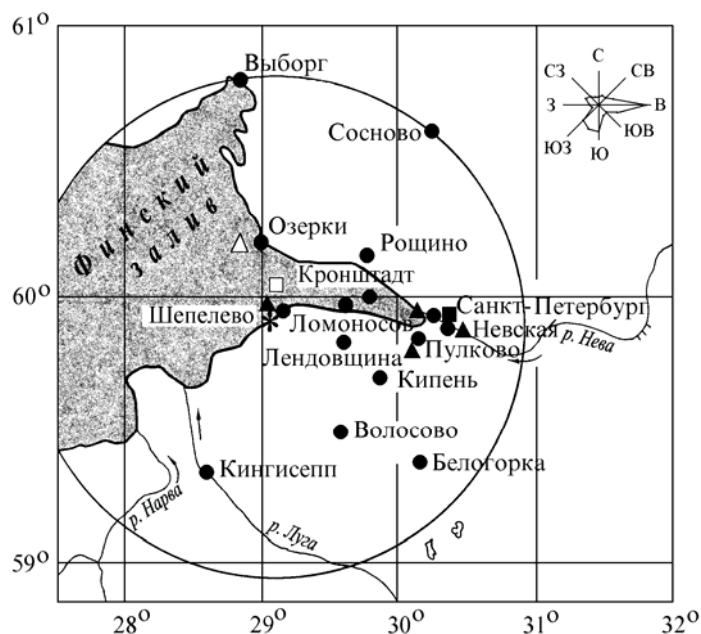 61°
Выборг
С
СЗ
СВ
З
В
ЮЗ
ЮВ
Ю
Сосново
Финский
залив
Озерки
Рощино
Кронштадт
60°
Санкт-Петербург
Шепелево
Ломоносов
Невская
р. Нева
Лендовщина
Пулково
Кипень
Волосово
Белогорка
Кингисепп
р. Нарва
р. Луга
59°
28°
29°
30°
31°
32°